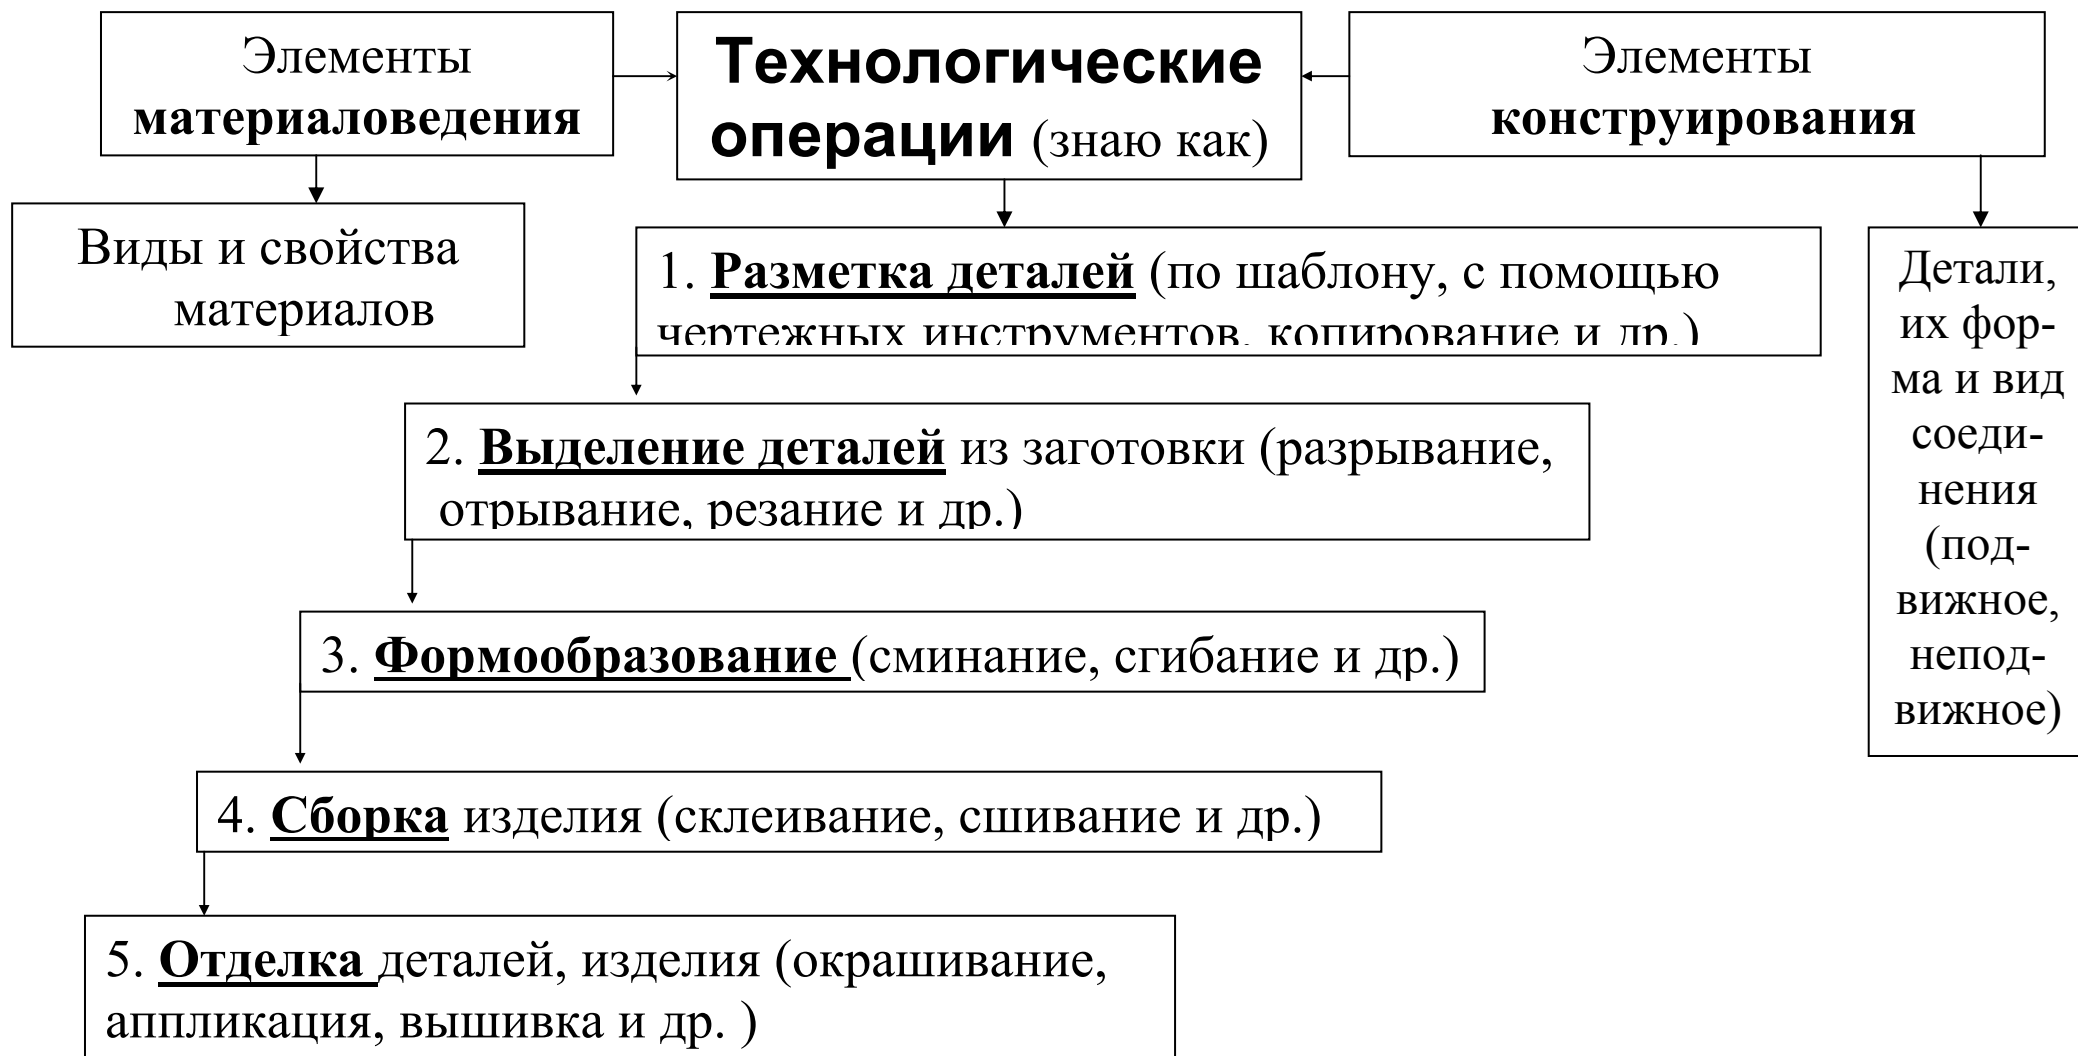 Элементы
материаловедения
Технологические
операции (знаю как)
Элементы
конструирования
Виды и свойства
материалов
1. Разметка деталей (по шаблону, с помощью
чертежных инструментов, копирование и др.)
Детали,
их фор-
ма и вид
соеди-
нения
(под-
вижное,
непод-
вижное)
2. Выделение деталей из заготовки (разрывание,
отрывание, резание и др.)
3. Формообразование (сминание, сгибание и др.)
4. Сборка изделия (склеивание, сшивание и др.)
5. Отделка деталей, изделия (окрашивание,
аппликация, вышивка и др. )